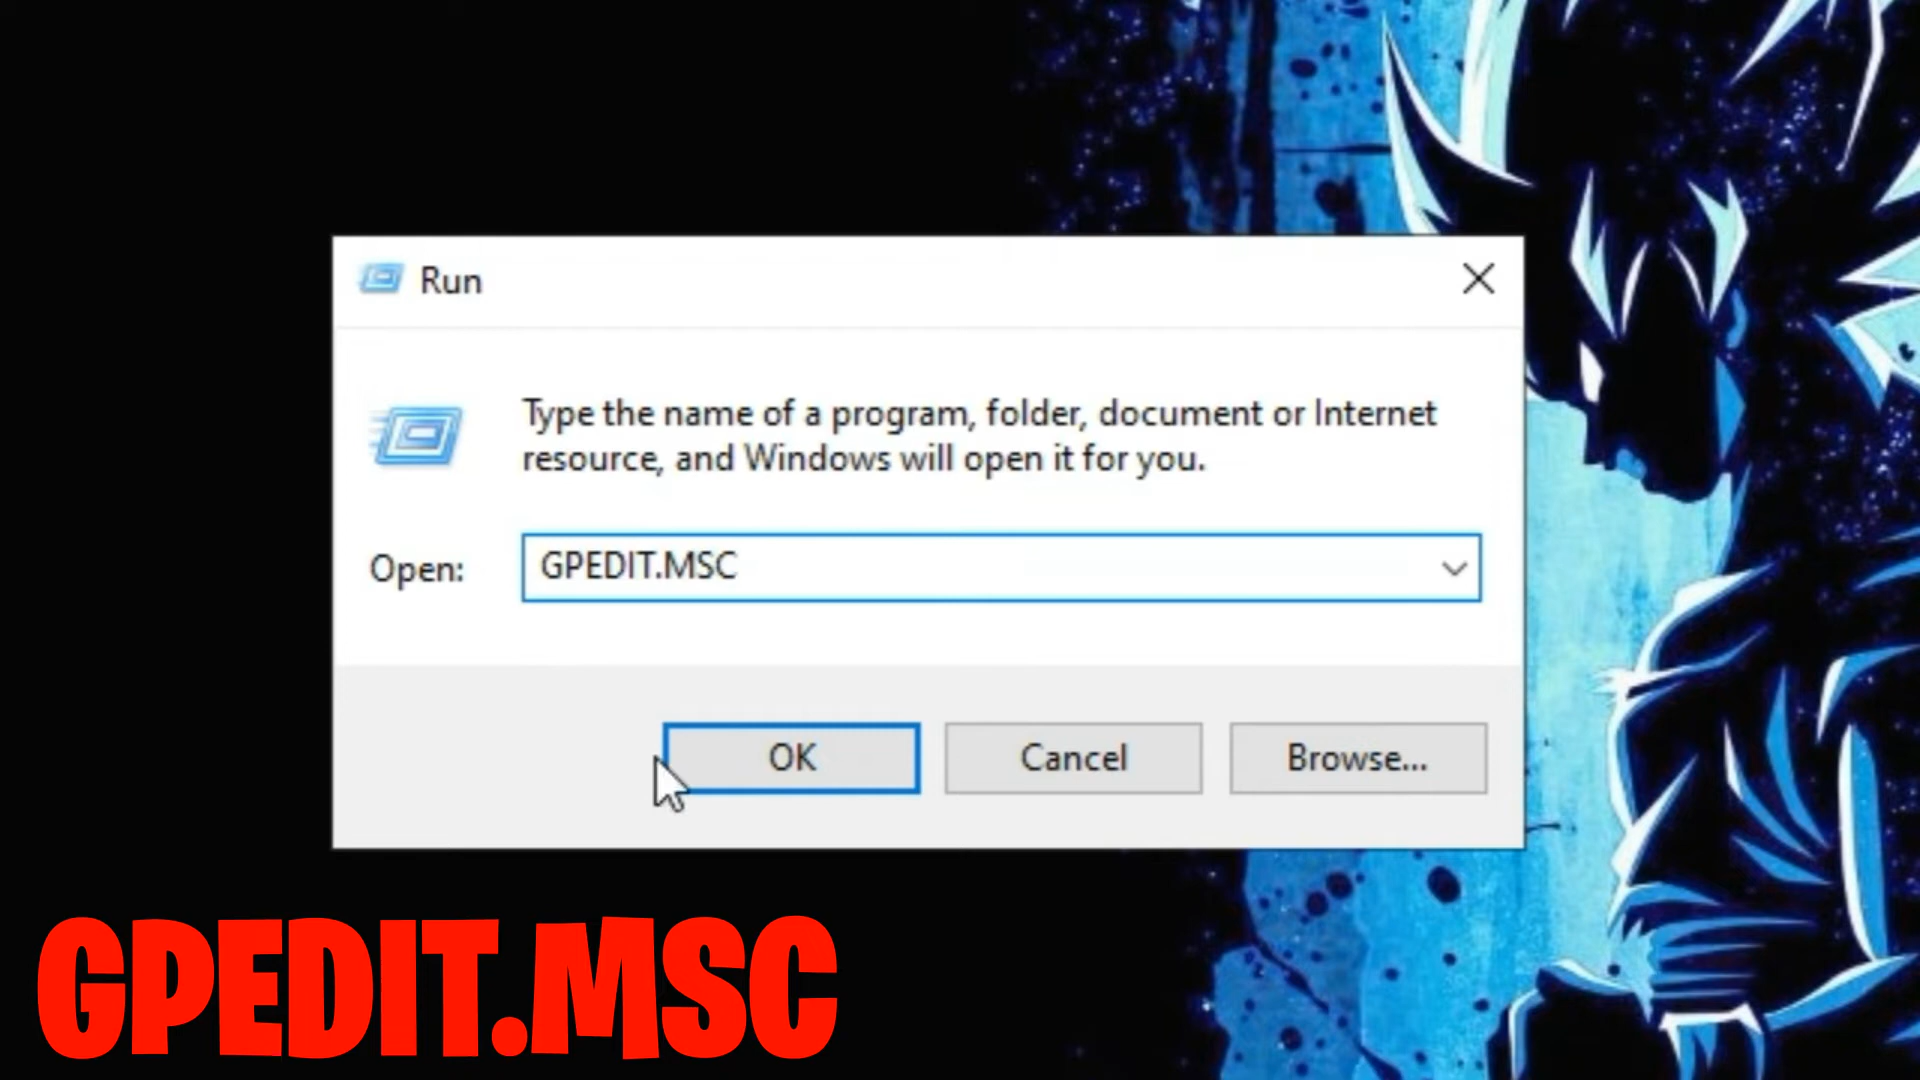 Run
Type the name of a program, folder, document or Internet
resource, and Windows will open it for you.
Open: GPEDIT.MSC
OK Cancel Browse...
GPEDIT.MSC